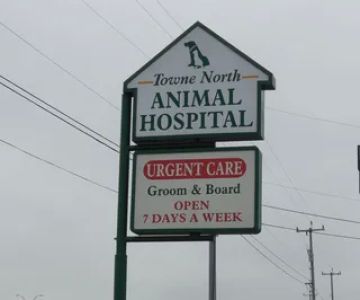 Towne North
ANIMAL
HOSPITAL
URGENT CARE
Groom & Board
OPEN
7 DAYS A WEEK